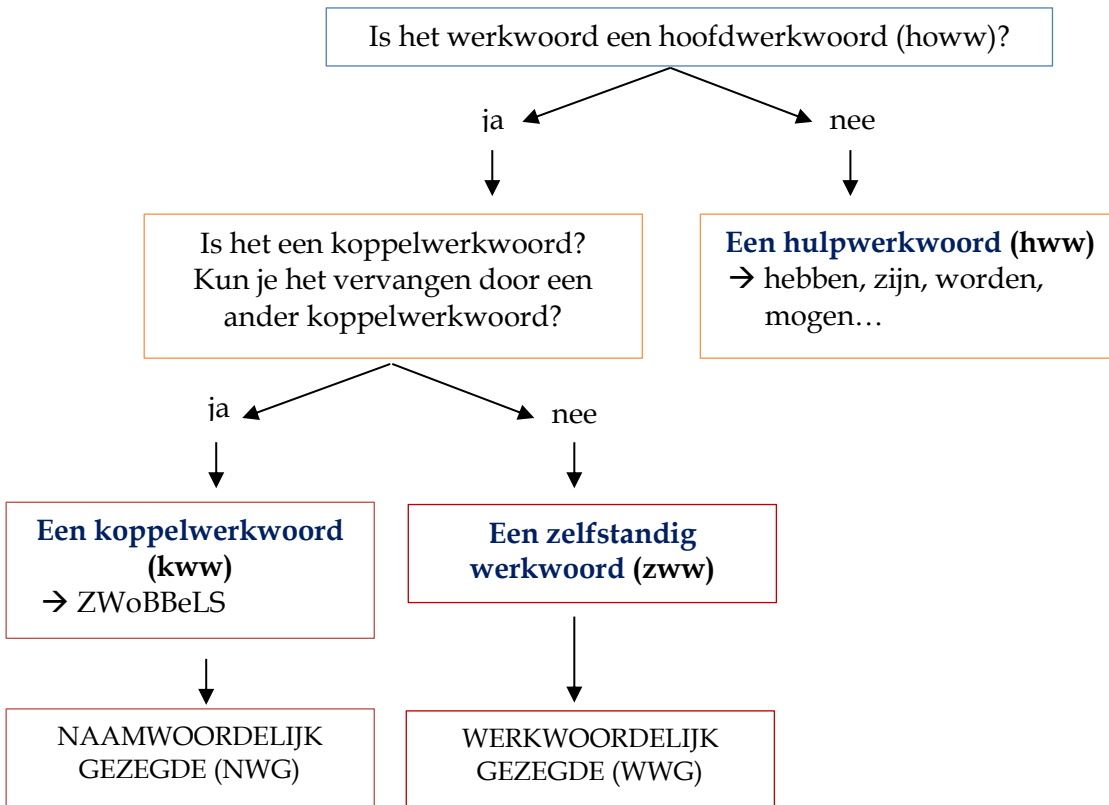 Is het werkwoord een hoofdwerkwoord (howw)?
ja
nee
Is het een koppelwerkwoord?
Kun je het vervangen door een
ander koppelwerkwoord?
Een hulpwerkwoord (hww)
→ hebben, zijn, worden,
mogen…
ja
nee
Een koppelwerkwoord
(kww)
→ ZWoBBeLS
Een zelfstandig
werkwoord (zww)
NAAMWOORDELIJK
GEZEGDE (NWG)
WERKWOORDELIJK
GEZEGDE (WWG)